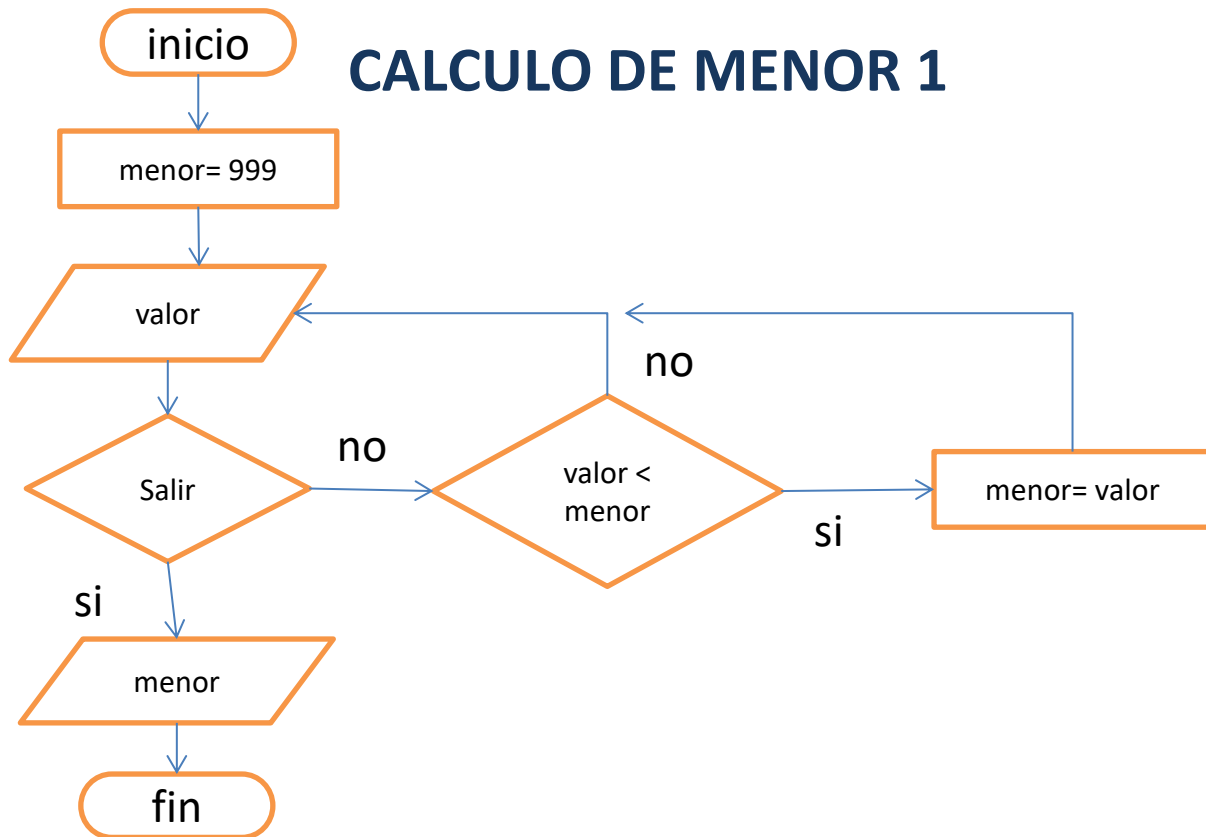 inicio
CALCULO DE MENOR 1
menor= 999
valor
no
Salir
no
valor <
menor
si
menor= valor
si
menor
fin